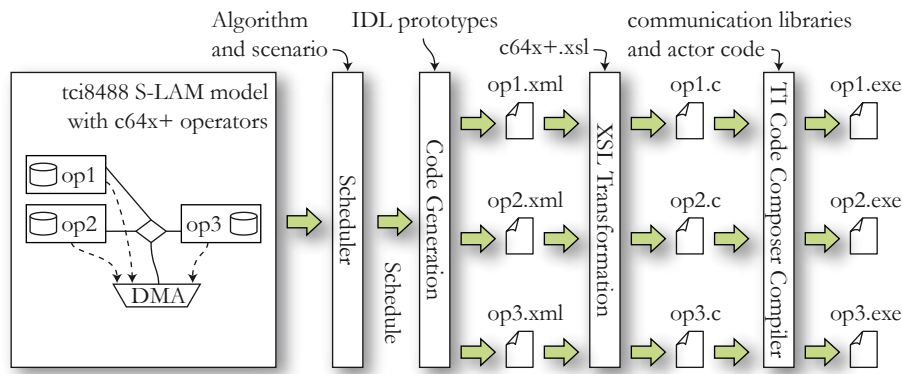 Algorithm
and scenario
IDL prototypes
c64x+.xsl
communication libraries
and actor code
tci8488 S-LAM model
with c64x+ operators
op1
op2
op3
DMA
Scheduler
Schedule
Code Generation
op1.xml
op2.xml
op3.xml
XSL Transformation
op1.c
op2.c
op3.c
TI Code Composer Compiler
op1.exe
op2.exe
op3.exe